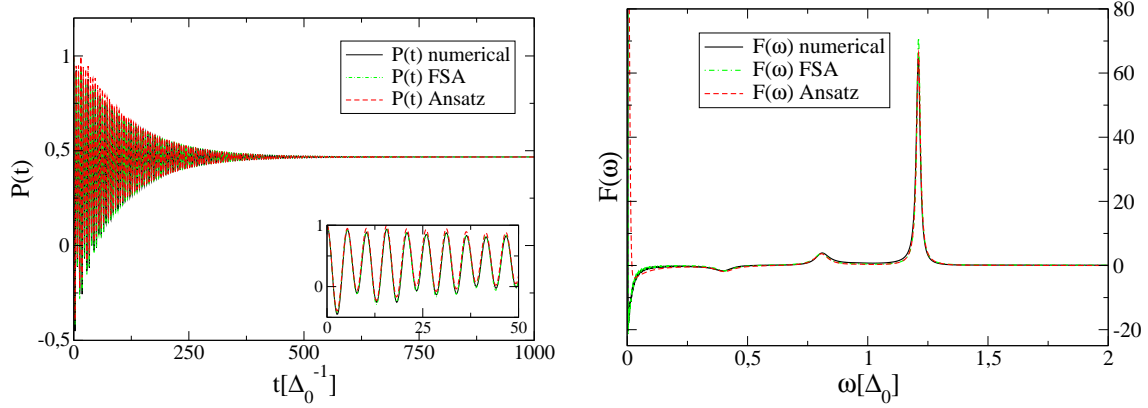 P(t) numerical
P(t) FSA
P(t) Ansatz
1
0,5
0
-0,5
P(t)
1
0
0
25
50
0
250
500
750
1000
t[Δ₀⁻¹]
F(ω) numerical
F(ω) FSA
F(ω) Ansatz
80
60
40
20
0
-20
F(ω)
0
0,5
1
1,5
2
ω[Δ₀]